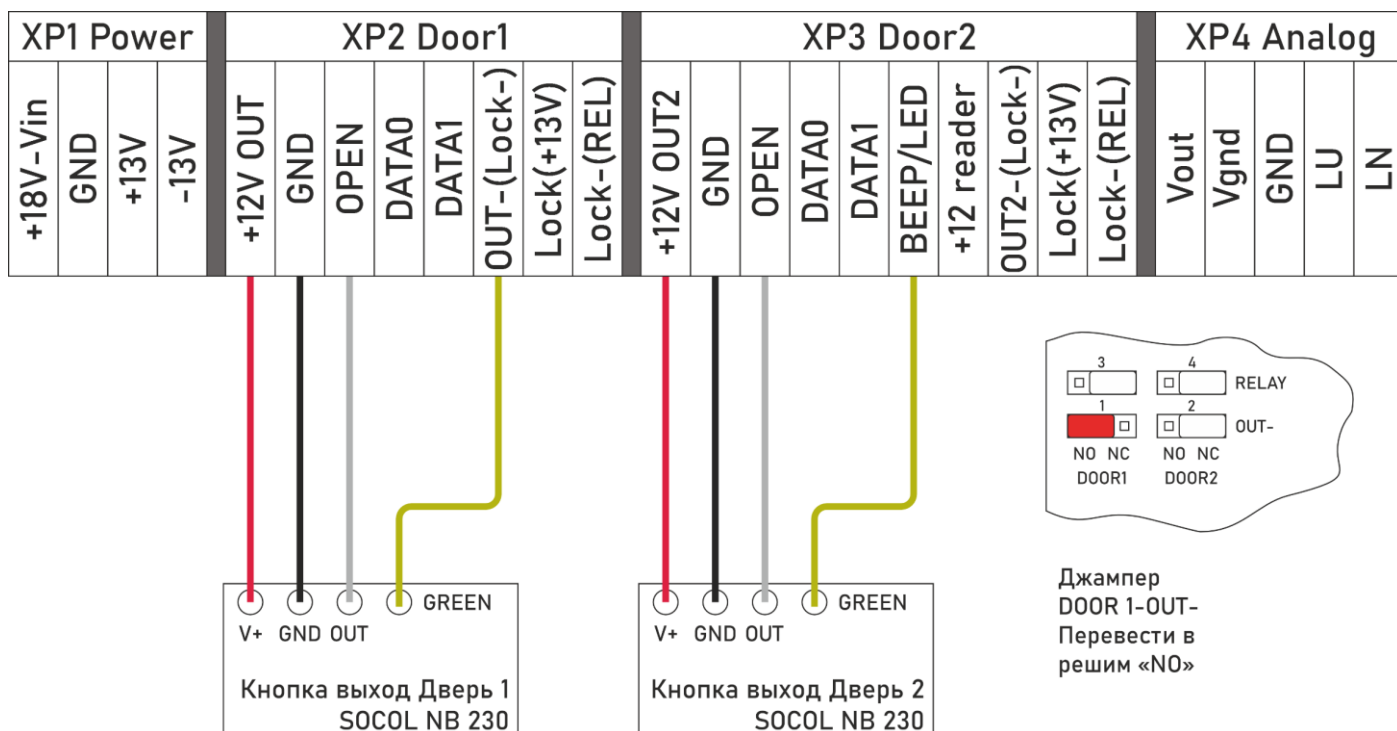 XP1 Power
XP2 Door1
XP3 Door2
XP4 Analog
+18V-Vin
GND
+13V
-13V
+12V OUT
GND
OPEN
DATA0
DATA1
OUT-(Lock-)
Lock(+13V)
Lock-(REL)
+12V OUT2
GND
OPEN
DATA0
DATA1
BEEP/LED
+12 reader
OUT2-(Lock-)
Lock(+13V)
Lock-(REL)
Vout
Vgnd
GND
LU
LN
3
4
RELAY
1
2
OUT-
NO NC
NO NC
DOOR1
DOOR2
Джампер
DOOR 1-OUT-
Перевести в
решим «NO»
GREEN
V+ GND OUT
Кнопка выход Дверь 1
SOCOL NB 230
GREEN
V+ GND OUT
Кнопка выход Дверь 2
SOCOL NB 230